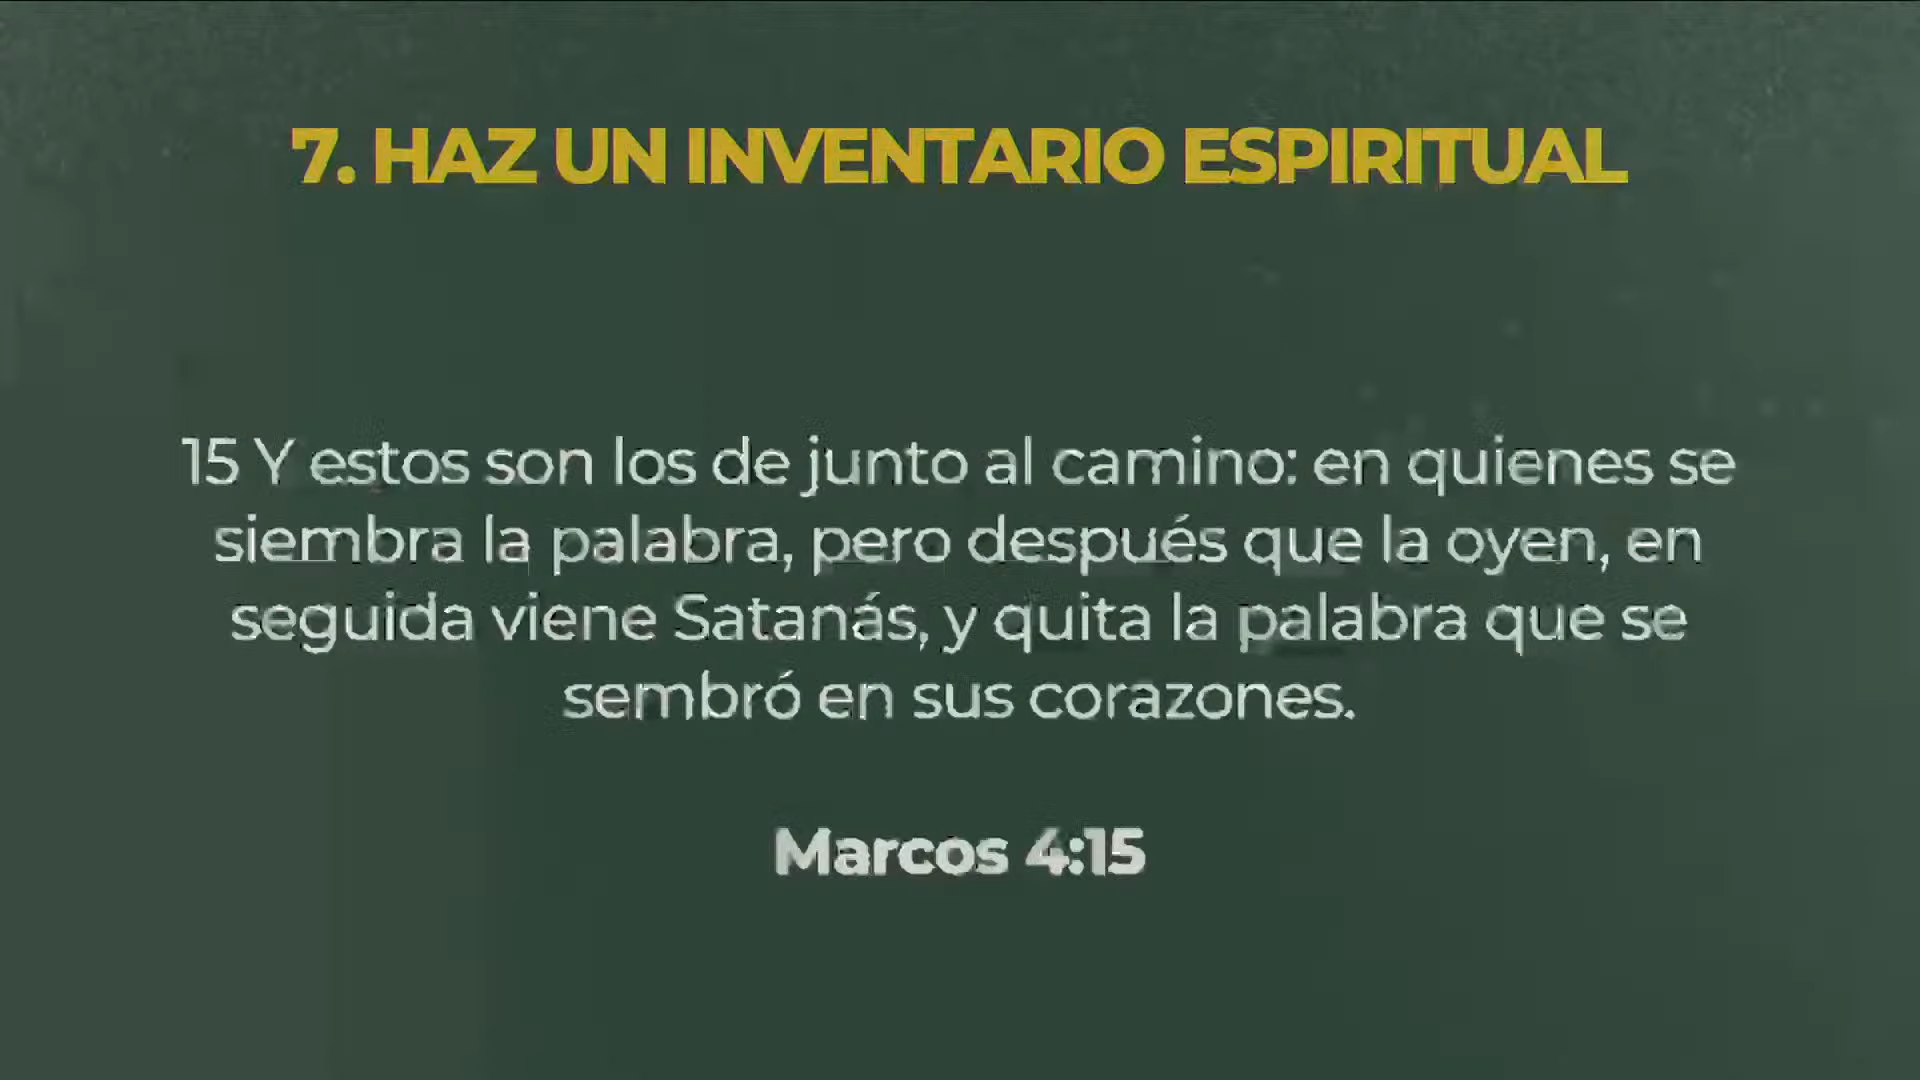 7. HAZ UN INVENTARIO ESPIRITUAL
15 Y estos son los de junto al camino: en quienes se
siembra la palabra, pero después que la oyen, en
seguida viene Satanás, y quita la palabra que se
sembró en sus corazones.
Marcos 4:15